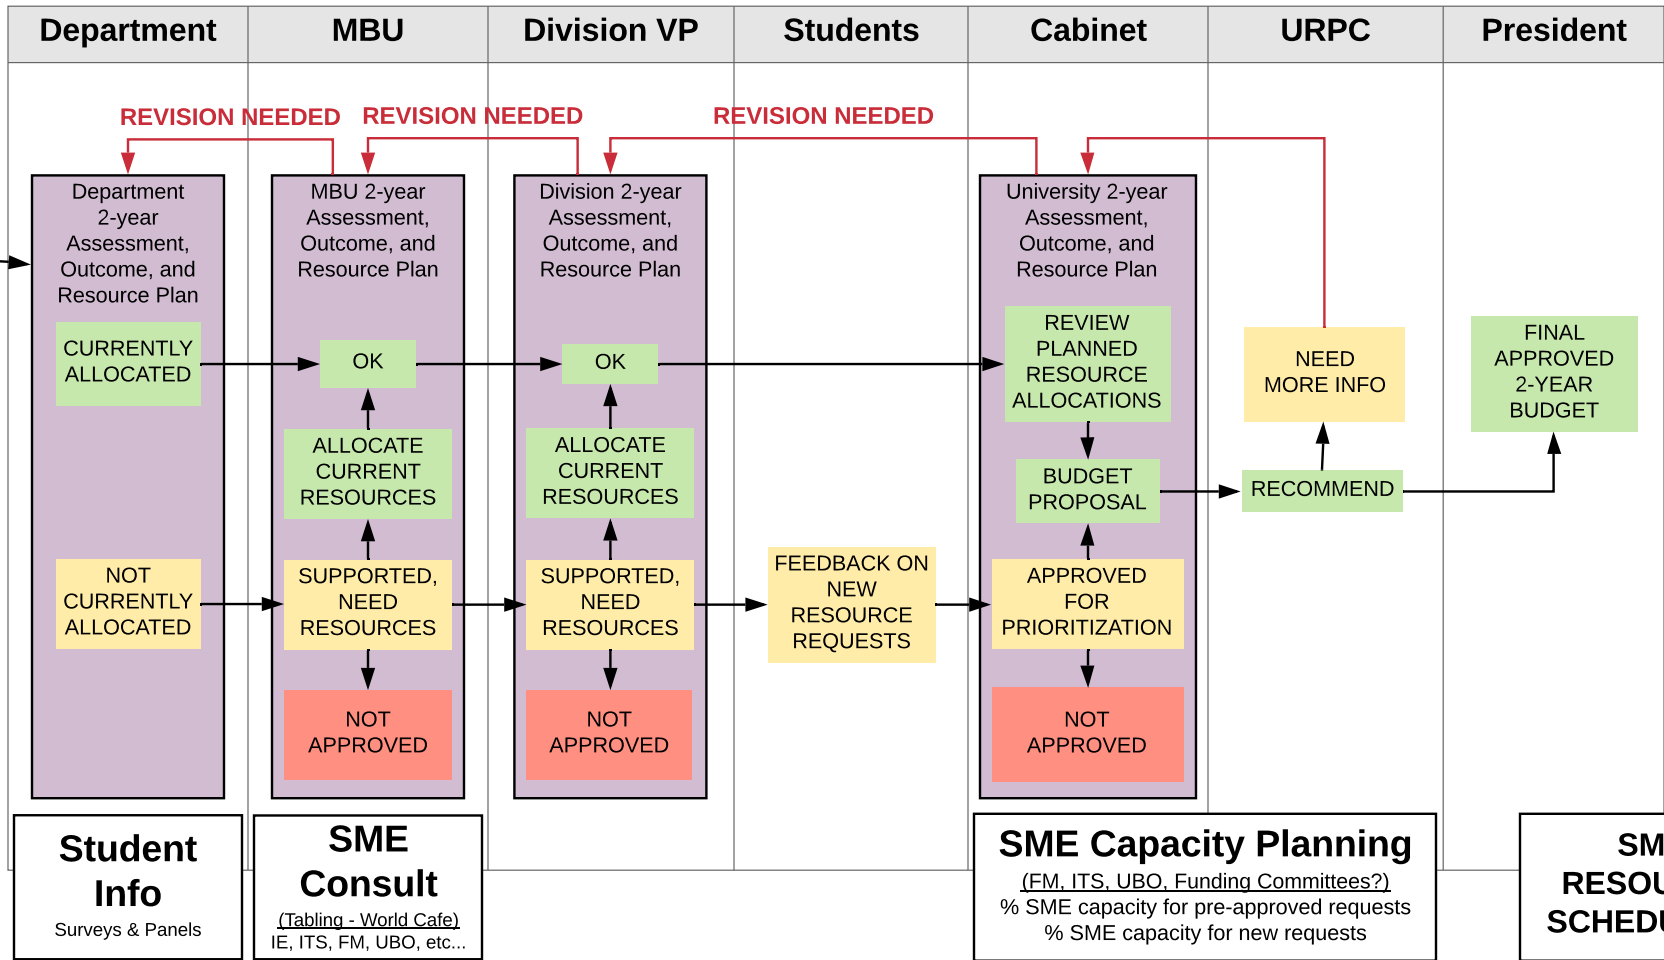 Department
MBU
Division VP
Students
Cabinet
URPC
President
REVISION NEEDED
REVISION NEEDED
REVISION NEEDED
Department
2-year
Assessment,
Outcome, and
Resource Plan
CURRENTLY
ALLOCATED
NOT
CURRENTLY
ALLOCATED
MBU 2-year
Assessment,
Outcome, and
Resource Plan
OK
ALLOCATE
CURRENT
RESOURCES
SUPPORTED,
NEED
RESOURCES
NOT
APPROVED
Division 2-year
Assessment,
Outcome, and
Resource Plan
OK
ALLOCATE
CURRENT
RESOURCES
SUPPORTED,
NEED
RESOURCES
NOT
APPROVED
FEEDBACK ON
NEW
RESOURCE
REQUESTS
University 2-year
Assessment,
Outcome, and
Resource Plan
REVIEW
PLANNED
RESOURCE
ALLOCATIONS
BUDGET
PROPOSAL
APPROVED
FOR
PRIORITIZATION
NOT
APPROVED
NEED
MORE INFO
RECOMMEND
FINAL
APPROVED
2-YEAR
BUDGET
Student
Info
Surveys & Panels
SME
Consult
(Tabling - World Cafe)
IE, ITS, FM, UBO, etc...
SME Capacity Planning
(FM, ITS, UBO, Funding Committees?)
% SME capacity for pre-approved requests
% SME capacity for new requests